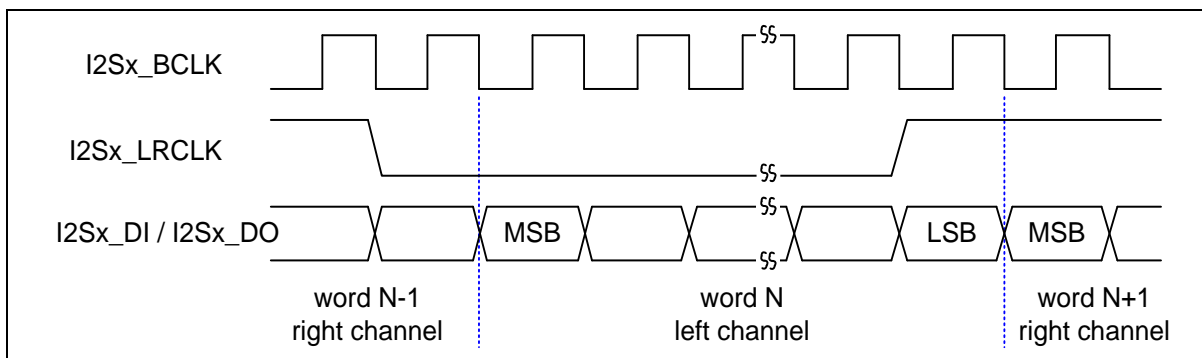 I2Sx_BCLK
I2Sx_LRCLK
I2Sx_DI / I2Sx_DO
MSB
LSB
MSB
word N-1
right channel
word N
left channel
word N+1
right channel